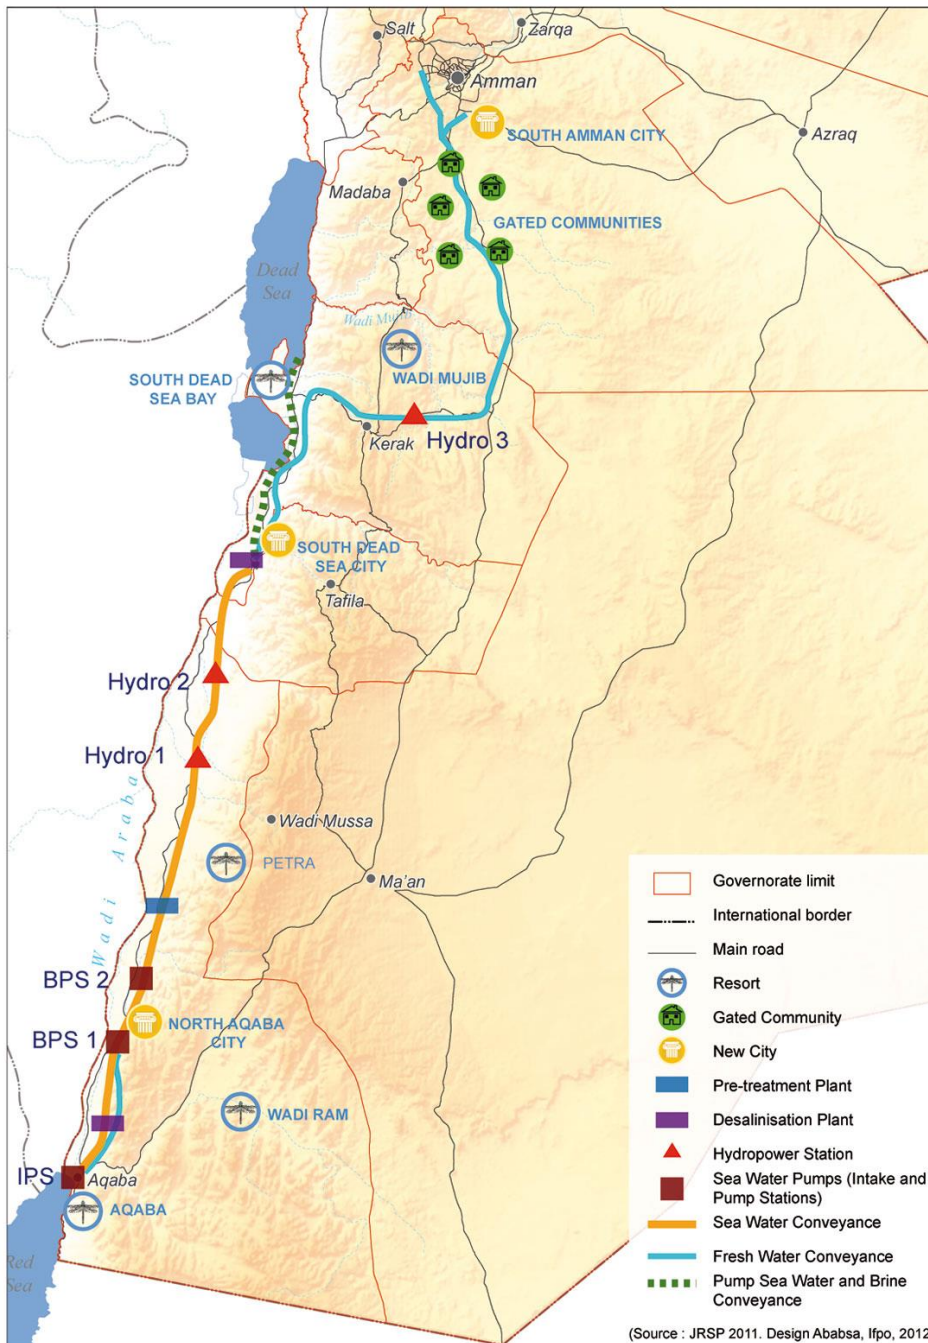 Salt
Zarqa
Amman
SOUTH AMMAN CITY
Azraq
Madaba
GATED COMMUNITIES
Dead
Sea
Wadi Mujib
SOUTH DEAD
SEA BAY
WADI MUJIB
Kerak
Hydro 3
SOUTH DEAD
SEA CITY
Tafila
Hydro 2
Hydro 1
Wadi Araba
Wadi Mussa
PETRA
Ma'an
BPS 2
NORTH AQABA
CITY
BPS 1
WADI RAM
IPS
Aqaba
AQABA
Red
Sea
Governorate limit
International border
Main road
Resort
Gated Community
New City
Pre-treatment Plant
Desalinisation Plant
Hydropower Station
Sea Water Pumps (Intake and
Pump Stations)
Sea Water Conveyance
Fresh Water Conveyance
Pump Sea Water and Brine
Conveyance
(Source : JRSP 2011. Design Ababsa, Ifpo, 2012